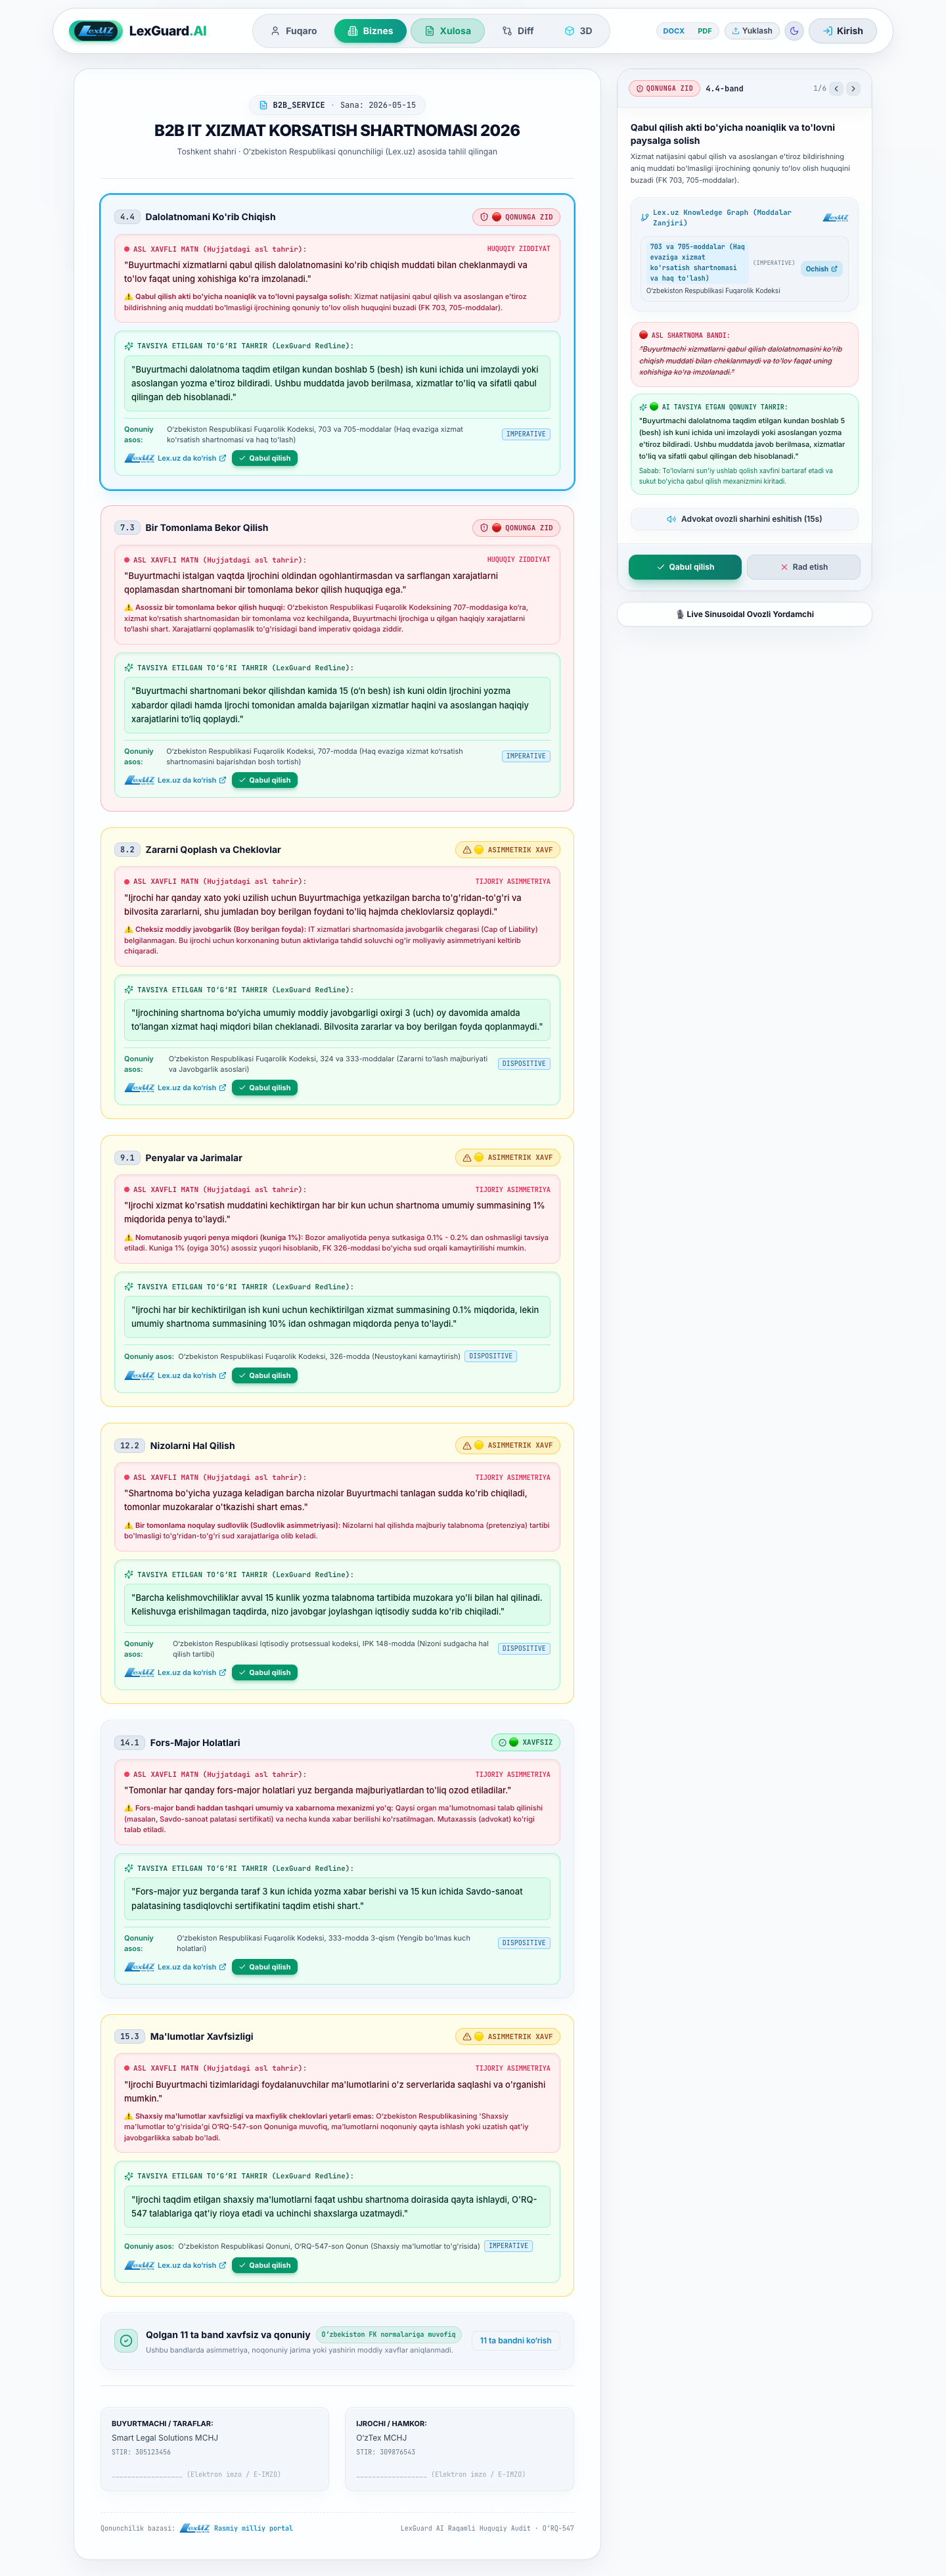 LexUZ LexGuard.AI
Fuqaro
Biznes
Xulosa
Diff
3D
DOCX PDF
Yuklash
Kirish
B2B_SERVICE · Sana: 2026-05-15
B2B IT XIZMAT KORSATISH SHARTNOMASI 2026
Toshkent shahri · O'zbekiston Respublikasi qonunchiligi (Lex.uz) asosida tahlil qilingan
4.4 Dalolatnomani Ko'rib Chiqish
QONUNGA ZID
ASL XAVFLI MATN (Hujjatdagi asl tahrir):
HUQUQIY ZIDDIYAT
"Buyurtmachi xizmatlarni qabul qilish dalolatnomasini ko'rib chiqish muddati bilan cheklanmaydi va
to'lov faqat uning xohishiga ko'ra imzolanadi."
⚠️ Qabul qilish akti bo'yicha noaniqlik va to'lovni paysalga solish: Xizmat natijasini qabul qilish va asoslangan e'tiroz
bildirishning aniq muddati bo'lmasligi ijrochining qonuniy to'lov olish huquqini buzadi (FK 703, 705-moddalar).
TAVSIYA ETILGAN TO'G'RI TAHRIR (LexGuard Redline):
"Buyurtmachi dalolatnoma taqdim etilgan kundan boshlab 5 (besh) ish kuni ichida uni imzolaydi yoki
asoslangan yozma e'tiroz bildiradi. Ushbu muddatda javob berilmasa, xizmatlar to'liq va sifatli qabul
qilingan deb hisoblanadi."
Qonuniy
asos:
O'zbekiston Respublikasi Fuqarolik Kodeksi, 703 va 705-moddalar (Haq evaziga xizmat
ko'rsatish shartnomasi va haq to'lash)
IMPERATIVE
LexUZ Lex.uz da ko'rish
Qabul qilish
7.3 Bir Tomonlama Bekor Qilish
QONUNGA ZID
ASL XAVFLI MATN (Hujjatdagi asl tahrir):
HUQUQIY ZIDDIYAT
"Buyurtmachi istalgan vaqtda Ijrochini oldindan ogohlantirmasdan va sarflangan xarajatlarni
qoplamasdan shartnomani bir tomonlama bekor qilish huquqiga ega."
⚠️ Asossiz bir tomonlama bekor qilish huquqi: O'zbekiston Respublikasi Fuqarolik Kodeksining 707-moddasiga ko'ra,
xizmat ko'rsatish shartnomasidan bir tomonlama voz kechilganda, Buyurtmachi Ijrochiga u qilgan haqiqiy xarajatlarni
to'lashi shart. Xarajatlarni qoplamaslik to'g'risidagi band imperativ qoidaga ziddir.
TAVSIYA ETILGAN TO'G'RI TAHRIR (LexGuard Redline):
"Buyurtmachi shartnomani bekor qilishdan kamida 15 (o'n besh) ish kuni oldin Ijrochini yozma
xabardor qiladi hamda Ijrochi tomonidan amalda bajarilgan xizmatlar haqini va asoslangan haqiqiy
xarajatlarini to'liq qoplaydi."
Qonuniy
asos:
O'zbekiston Respublikasi Fuqarolik Kodeksi, 707-modda (Haq evaziga xizmat ko'rsatish
shartnomasini bajarishdan bosh tortish)
IMPERATIVE
LexUZ Lex.uz da ko'rish
Qabul qilish
8.2 Zararni Qoplash va Cheklovlar
ASIMMETRIK XAVF
ASL XAVFLI MATN (Hujjatdagi asl tahrir):
TIJORIY ASIMMETRIYA
"Ijrochi har qanday xato yoki uzilish uchun Buyurtmachiga yetkazilgan barcha to'g'ridan-to'g'ri va
bilvosita zararlarni, shu jumladan boy berilgan foydani to'liq hajmda cheklovlarsiz qoplaydi."
⚠️ Cheksiz moddiy javobgarlik (Boy berilgan foyda): IT xizmatlari shartnomasida javobgarlik chegarasi (Cap of Liability)
belgilanmagan. Bu ijrochi uchun korxonaning butun aktivlariga tahdid soluvchi og'ir moliyaviy asimmetriyani keltirib
chiqaradi.
TAVSIYA ETILGAN TO'G'RI TAHRIR (LexGuard Redline):
"Ijrochining shartnoma bo'yicha umumiy moddiy javobgarligi oxirgi 3 (uch) oy davomida amalda
to'langan xizmat haqi miqdori bilan cheklanadi. Bilvosita zararlar va boy berilgan foyda qoplanmaydi."
Qonuniy
asos:
O'zbekiston Respublikasi Fuqarolik Kodeksi, 324 va 333-moddalar (Zararni to'lash majburiyati
va Javobgarlik asoslari)
DISPOSITIVE
LexUZ Lex.uz da ko'rish
Qabul qilish
9.1 Penyalar va Jarimalar
ASIMMETRIK XAVF
ASL XAVFLI MATN (Hujjatdagi asl tahrir):
TIJORIY ASIMMETRIYA
"Ijrochi xizmat ko'rsatish muddatini kechiktirgan har bir kun uchun shartnoma umumiy summasining 1%
miqdorida penya to'laydi."
⚠️ Nomutanosib yuqori penya miqdori (kuniga 1%): Bozor amaliyotida penya sutkasiga 0.1% - 0.2% dan oshmasligi tavsiya
etiladi. Kuniga 1% (oyiga 30%) asossiz yuqori hisoblanib, FK 326-moddasi bo'yicha sud orqali kamaytirilishi mumkin.
TAVSIYA ETILGAN TO'G'RI TAHRIR (LexGuard Redline):
"Ijrochi har bir kechiktirilgan ish kuni uchun kechiktirilgan xizmat summasining 0.1% miqdorida, lekin
umumiy shartnoma summasining 10% idan oshmagan miqdorda penya to'laydi."
Qonuniy asos: O'zbekiston Respublikasi Fuqarolik Kodeksi, 326-modda (Neustoykani kamaytirish) DISPOSITIVE
LexUZ Lex.uz da ko'rish
Qabul qilish
12.2 Nizolarni Hal Qilish
ASIMMETRIK XAVF
ASL XAVFLI MATN (Hujjatdagi asl tahrir):
TIJORIY ASIMMETRIYA
"Shartnoma bo'yicha yuzaga keladigan barcha nizolar Buyurtmachi tanlagan sudda ko'rib chiqiladi,
tomonlar muzokaralar o'tkazishi shart emas."
⚠️ Bir tomonlama noqulay sudlovlik (Sudlovlik asimmetriyasi): Nizolarni hal qilishda majburiy talabnoma (pretenziya) tartibi
bo'lmasligi to'g'ridan-to'g'ri sud xarajatlariga olib keladi.
TAVSIYA ETILGAN TO'G'RI TAHRIR (LexGuard Redline):
"Barcha kelishmovchiliklar avval 15 kunlik yozma talabnoma tartibida muzokara yo'li bilan hal qilinadi.
Kelishuvga erishilmagan taqdirda, nizo javobgar joylashgan iqtisodiy sudda ko'rib chiqiladi."
Qonuniy
asos:
O'zbekiston Respublikasi Iqtisodiy protsessual kodeksi, IPK 148-modda (Nizoni sudgacha hal
qilish tartibi)
DISPOSITIVE
LexUZ Lex.uz da ko'rish
Qabul qilish
14.1 Fors-Major Holatlari
XAVFSIZ
ASL XAVFLI MATN (Hujjatdagi asl tahrir):
TIJORIY ASIMMETRIYA
"Tomonlar har qanday fors-major holatlari yuz berganda majburiyatlardan to'liq ozod etiladilar."
⚠️ Fors-major bandi haddan tashqari umumiy va xabarnoma mexanizmi yo'q: Qaysi organ ma'lumotnomasi talab qilinishi
(masalan, Savdo-sanoat palatasi sertifikati) va necha kunda xabar berilishi ko'rsatilmagan. Mutaxassis (advokat) ko'rigi
talab etiladi.
TAVSIYA ETILGAN TO'G'RI TAHRIR (LexGuard Redline):
"Fors-major yuz berganda taraf 3 kun ichida yozma xabar berishi va 15 kun ichida Savdo-sanoat
palatasining tasdiqlovchi sertifikatini taqdim etishi shart."
Qonuniy
asos:
O'zbekiston Respublikasi Fuqarolik Kodeksi, 333-modda 3-qism (Yengib bo'lmas kuch
holatlari)
DISPOSITIVE
LexUZ Lex.uz da ko'rish
Qabul qilish
15.3 Ma'lumotlar Xavfsizligi
ASIMMETRIK XAVF
ASL XAVFLI MATN (Hujjatdagi asl tahrir):
TIJORIY ASIMMETRIYA
"Ijrochi Buyurtmachi tizimlaridagi foydalanuvchilar ma'lumotlarini o'z serverlarida saqlashi va o'rganishi
mumkin."
⚠️ Shaxsiy ma'lumotlar xavfsizligi va maxfiylik cheklovlari yetarli emas: O'zbekiston Respublikasining 'Shaxsiy
ma'lumotlar to'g'risida'gi O'RQ-547-son Qonuniga muvofiq, ma'lumotlarni noqonuniy qayta ishlash yoki uzatish qat'iy
javobgarlikka sabab bo'ladi.
TAVSIYA ETILGAN TO'G'RI TAHRIR (LexGuard Redline):
"Ijrochi taqdim etilgan shaxsiy ma'lumotlarni faqat ushbu shartnoma doirasida qayta ishlaydi, O'RQ-
547 talablariga qat'iy rioya etadi va uchinchi shaxslarga uzatmaydi."
Qonuniy asos: O'zbekiston Respublikasi Qonuni, O'RQ-547-son Qonun (Shaxsiy ma'lumotlar to'g'risida) IMPERATIVE
LexUZ Lex.uz da ko'rish
Qabul qilish
Qolgan 11 ta band xavfsiz va qonuniy O'zbekiston FK normalariga muvofiq
Ushbu bandlarda asimmetriya, noqonuniy jarima yoki yashirin moddiy xavflar aniqlanmadi.
11 ta bandni ko'rish
BUYURTMACHI / TARAFLAR:
Smart Legal Solutions MCHJ
STIR: 305123456
__________________ (Elektron imzo / E-IMZO)
IJROCHI / HAMKOR:
O'zTex MCHJ
STIR: 309876543
__________________ (Elektron imzo / E-IMZO)
Qonunchilik bazasi: LexUZ Rasmiy milliy portal
LexGuard AI Raqamli Huquqiy Audit · O'RQ-547
QONUNGA ZID 4.4-band
1/6
Qabul qilish akti bo'yicha noaniqlik va to'lovni
paysalga solish
Xizmat natijasini qabul qilish va asoslangan e'tiroz bildirishning
aniq muddati bo'lmasligi ijrochining qonuniy to'lov olish huquqini
buzadi (FK 703, 705-moddalar).
Lex.uz Knowledge Graph (Moddalar
Zanjiri)
LexUZ
703 va 705-moddalar (Haq
evaziga xizmat
ko'rsatish shartnomasi
va haq to'lash)
(IMPERATIVE)
Ochish
O'zbekiston Respublikasi Fuqarolik Kodeksi
ASL SHARTNOMA BANDI:
"Buyurtmachi xizmatlarni qabul qilish dalolatnomasini ko'rib
chiqish muddati bilan cheklanmaydi va to'lov faqat uning
xohishiga ko'ra imzolanadi."
AI TAVSIYA ETGAN QONUNIY TAHRIR:
"Buyurtmachi dalolatnoma taqdim etilgan kundan boshlab 5
(besh) ish kuni ichida uni imzolaydi yoki asoslangan yozma
e'tiroz bildiradi. Ushbu muddatda javob berilmasa, xizmatlar
to'liq va sifatli qabul qilingan deb hisoblanadi."
Sabab: To'lovlarni sun'iy ushlab qolish xavfini bartaraf etadi va
sukut bo'yicha qabul qilish mexanizmini kiritadi.
Advokat ovozli sharhini eshitish (15s)
Qabul qilish
Rad etish
Live Sinusoidal Ovozli Yordamchi